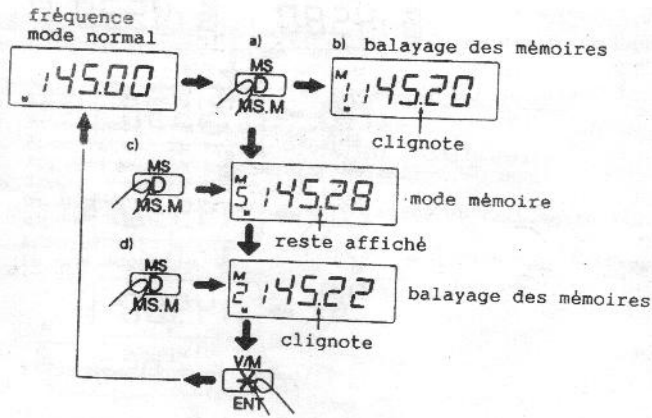 fréquence
mode normal
145.00
a)
MS
D
MS.M
b) balayage des mémoires
M
1 145.20
clignote
c)
MS
D
MS.M
M
5 145.28
mode mémoire
reste affiché
d)
MS
D
MS.M
M
2 145.22
balayage des mémoires
clignote
V/M
*
ENT